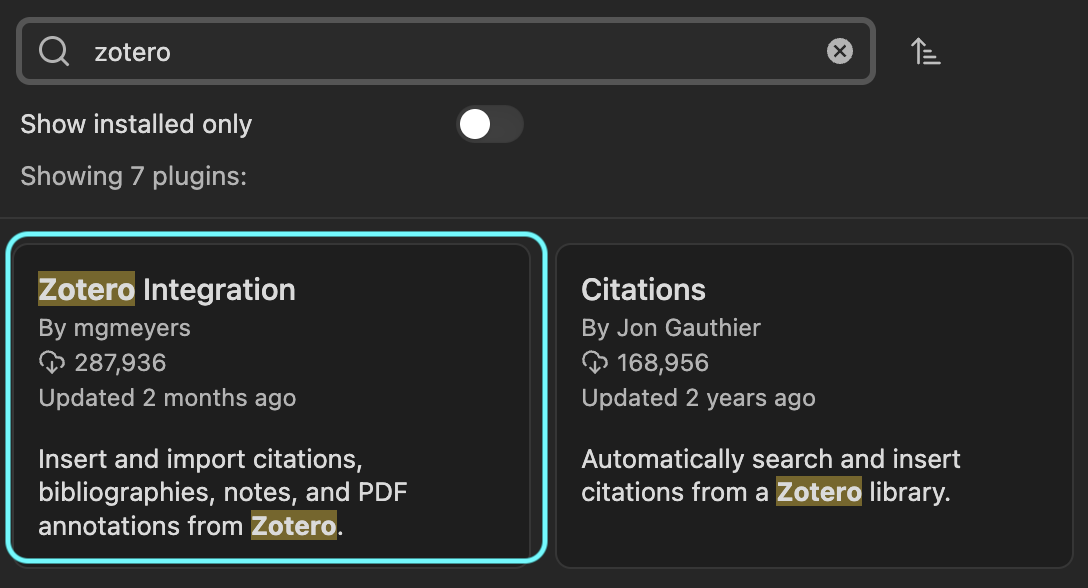 zotero
Show installed only
Showing 7 plugins:
Zotero Integration
By mgmeyers
287,936
Updated 2 months ago
Insert and import citations,
bibliographies, notes, and PDF
annotations from Zotero.
Citations
By Jon Gauthier
168,956
Updated 2 years ago
Automatically search and insert
citations from a Zotero library.